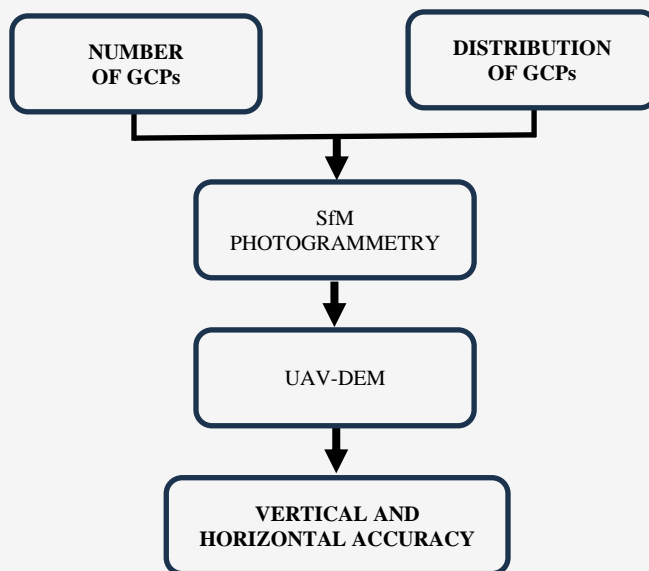 NUMBER
OF GCPs
DISTRIBUTION
OF GCPs
SfM
PHOTOGRAMMETRY
UAV-DEM
VERTICAL AND
HORIZONTAL ACCURACY